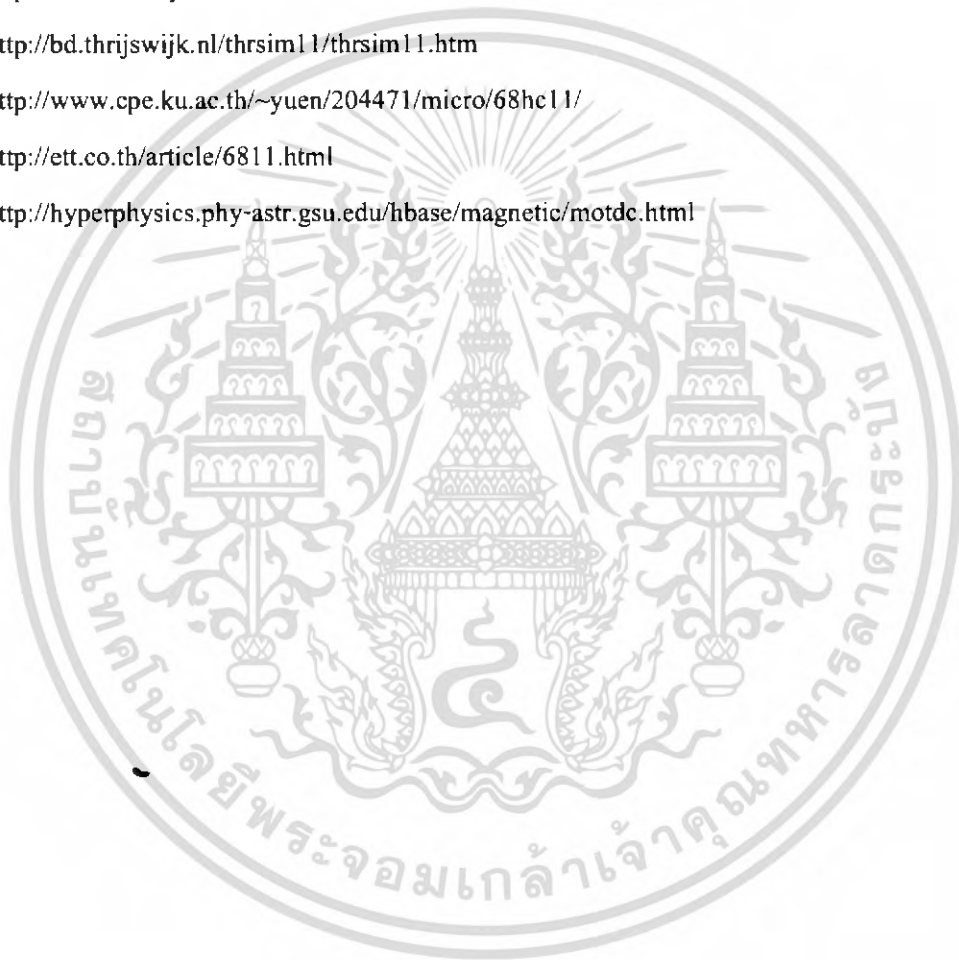 ttp://bd.thrijswijk.nl/thrsim11/thrsim11.htm
ttp://www.cpe.ku.ac.th/~yuen/204471/micro/68hc11/
ttp://ett.co.th/article/6811.html
ttp://hyperphysics.phy-astr.gsu.edu/hbase/magnetic/motdc.html
สถาบันเทคโนโลยีพระจอมเกล้าเจ้าคุณทหารลาดกระบัง